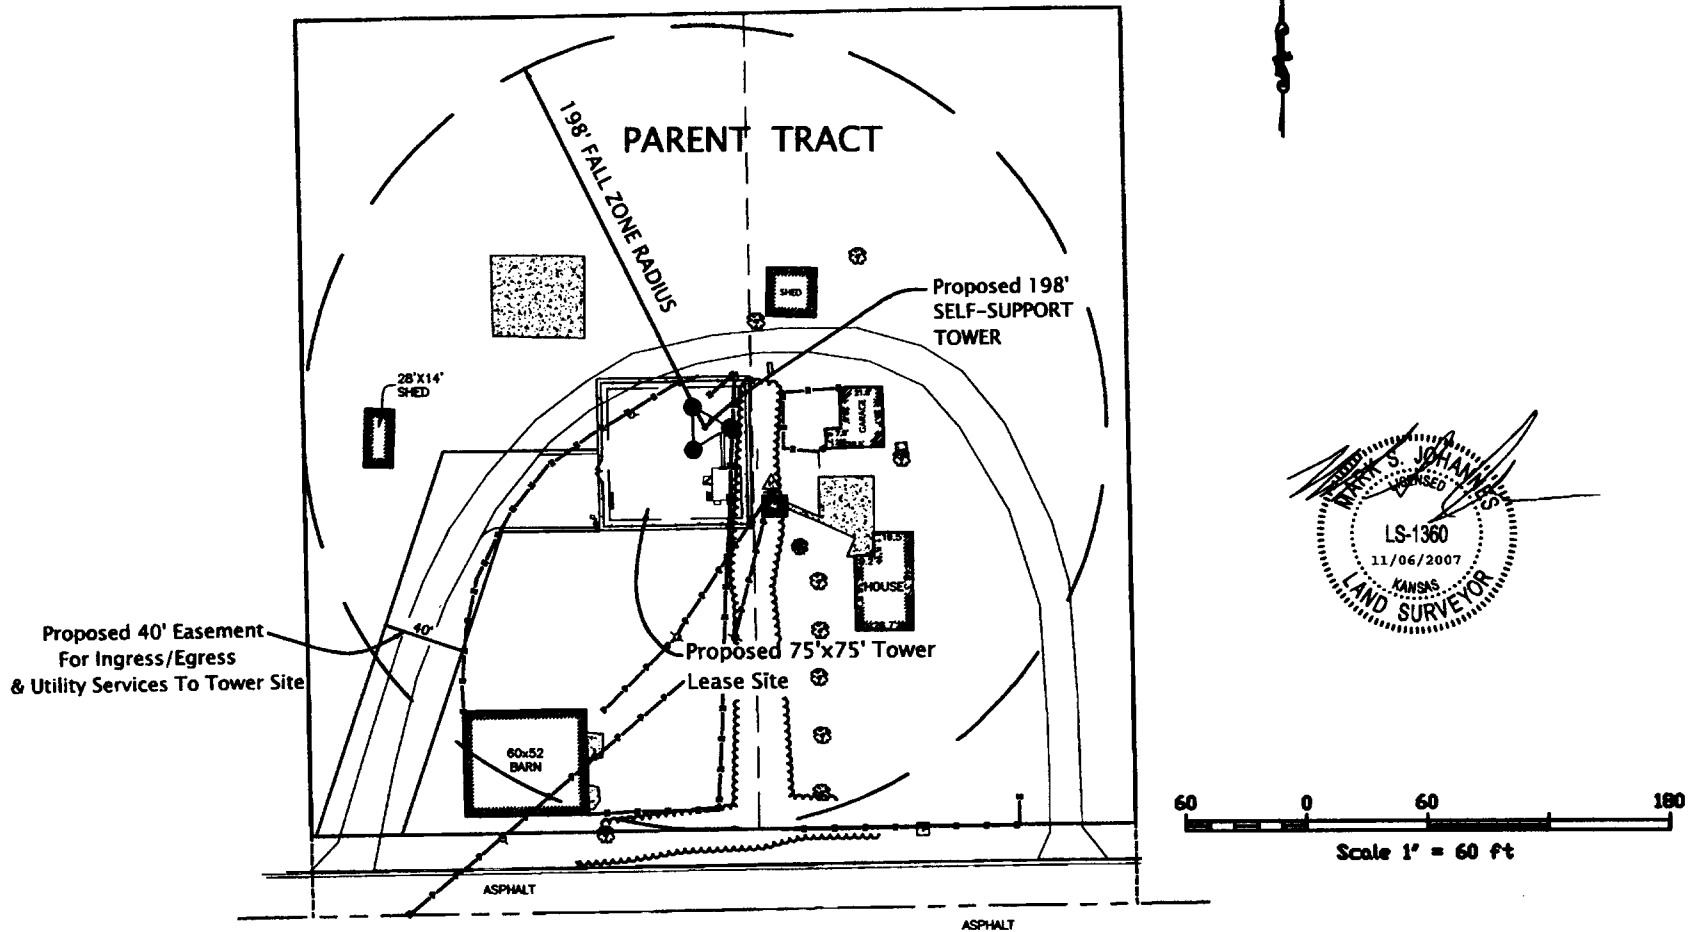 PARENT TRACT
198' FALL ZONE RADIUS
SHED
Proposed 198'
SELF-SUPPORT
TOWER
28'X14'
SHED
GARAGE
HOUSE
26.7'
40'
Proposed 40' Easement
For Ingress/Egress
& Utility Services To Tower Site
Proposed 75'x75' Tower
Lease Site
60x52
BARN
ASPHALT
ASPHALT
MARK S. JOHANNES
LICENSED
LS-1360
11/06/2007
KANSAS
LAND SURVEYOR
60 0 60 180
Scale 1" = 60 ft